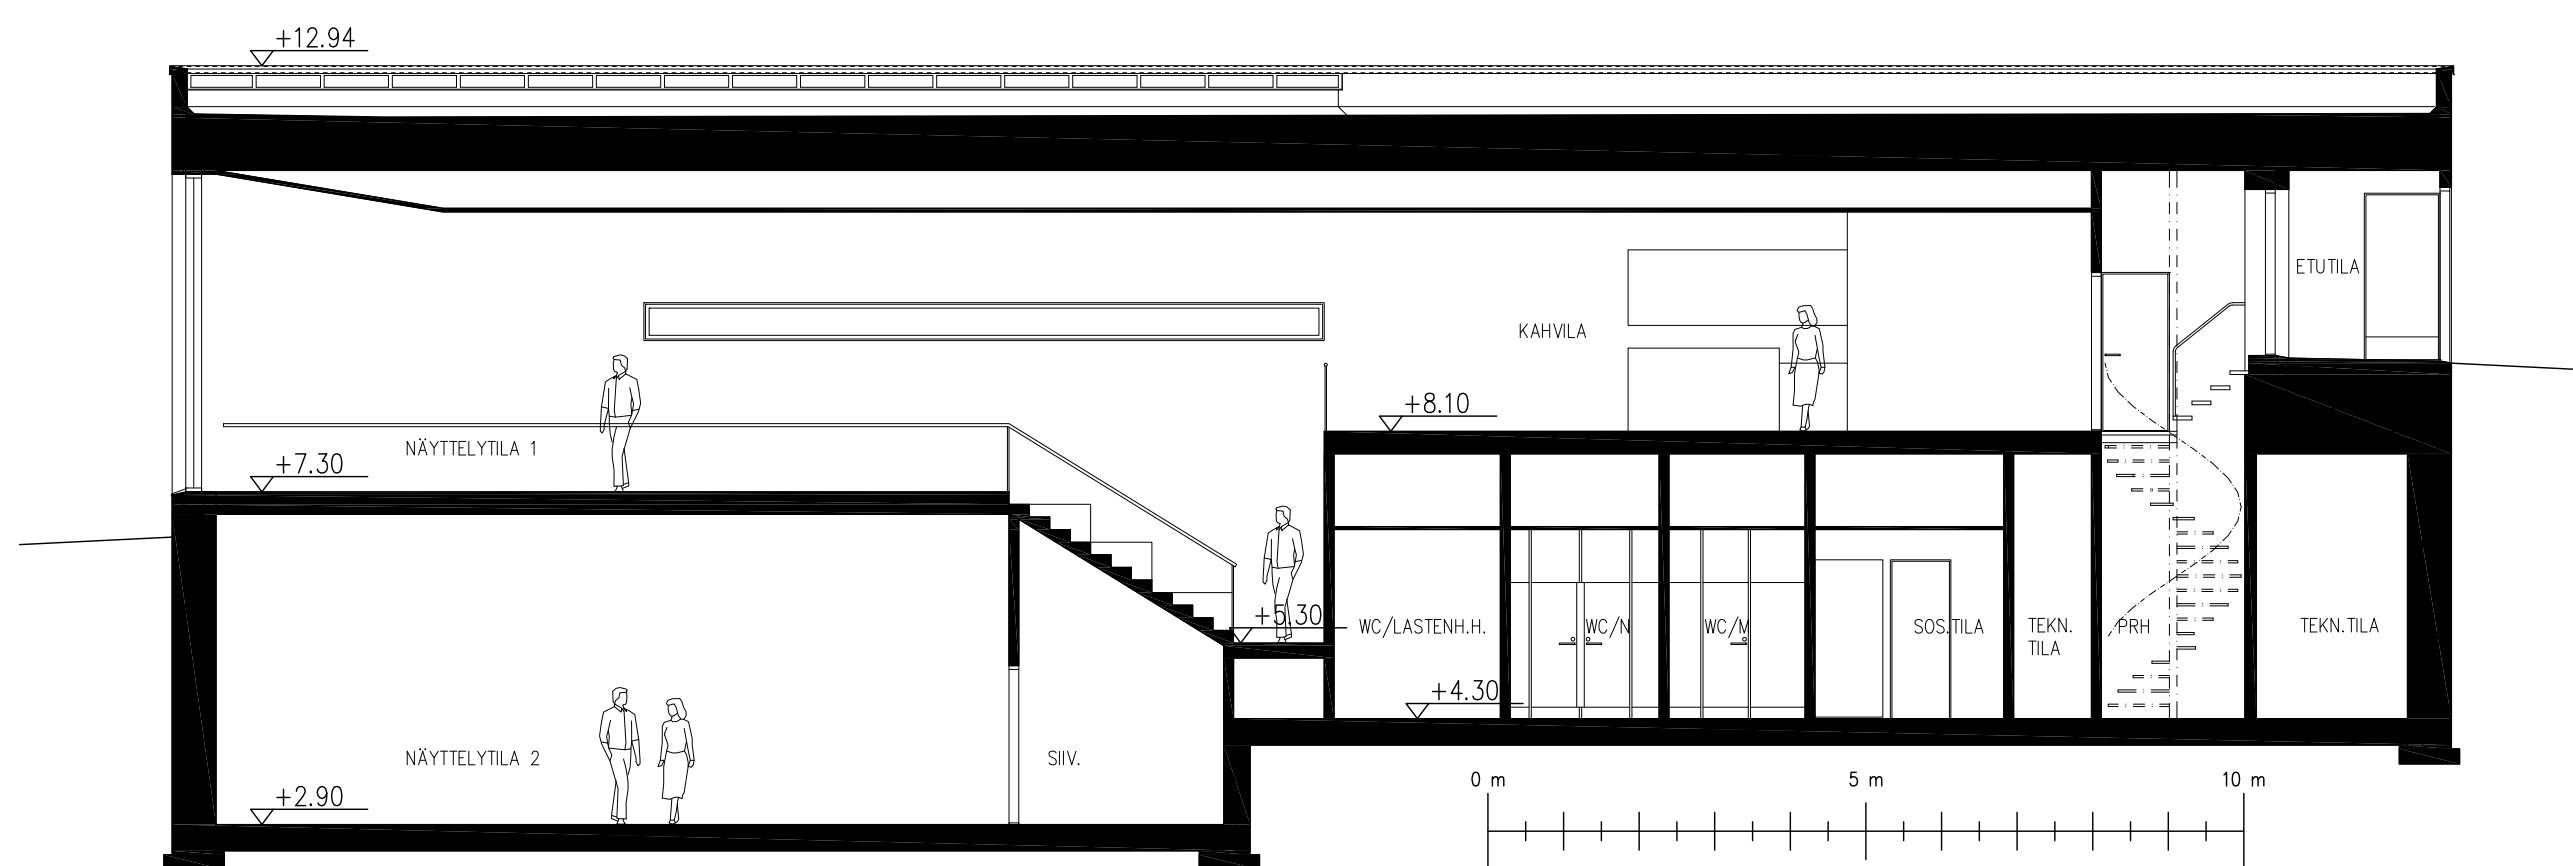 +12.94
ETUTILA
KAHVILA
+8.10
NÄYTTELYTILA 1
+7.30
+5.30
WC/LASTENH.H.
WC/N
WC/M
SOS.TILA
TEKN.
TILA
PRH
TEKN.TILA
+4.30
NÄYTTELYTILA 2
SIIV.
+2.90
0 m
5 m
10 m